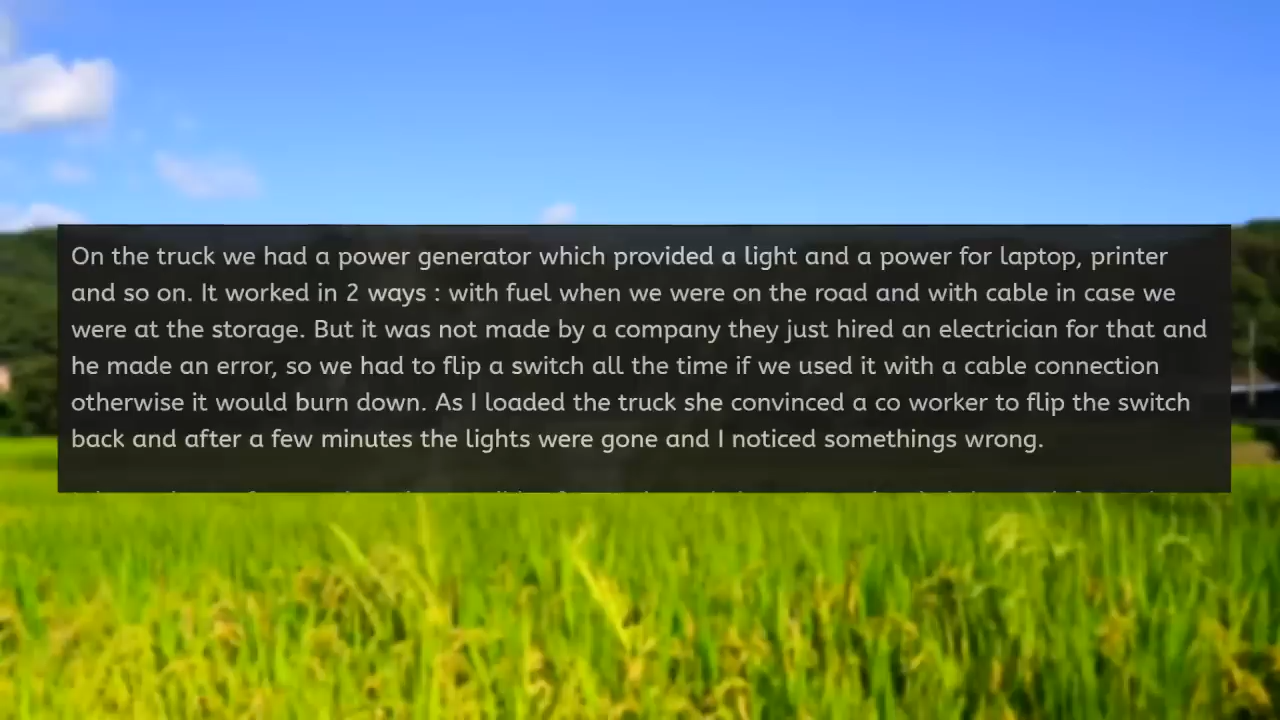 On the truck we had a power generator which provided a light and a power for laptop, printer
and so on. It worked in 2 ways : with fuel when we were on the road and with cable in case we
were at the storage. But it was not made by a company they just hired an electrician for that and
he made an error, so we had to flip a switch all the time if we used it with a cable connection
otherwise it would burn down. As I loaded the truck she convinced a co worker to flip the switch
back and after a few minutes the lights were gone and I noticed somethings wrong.